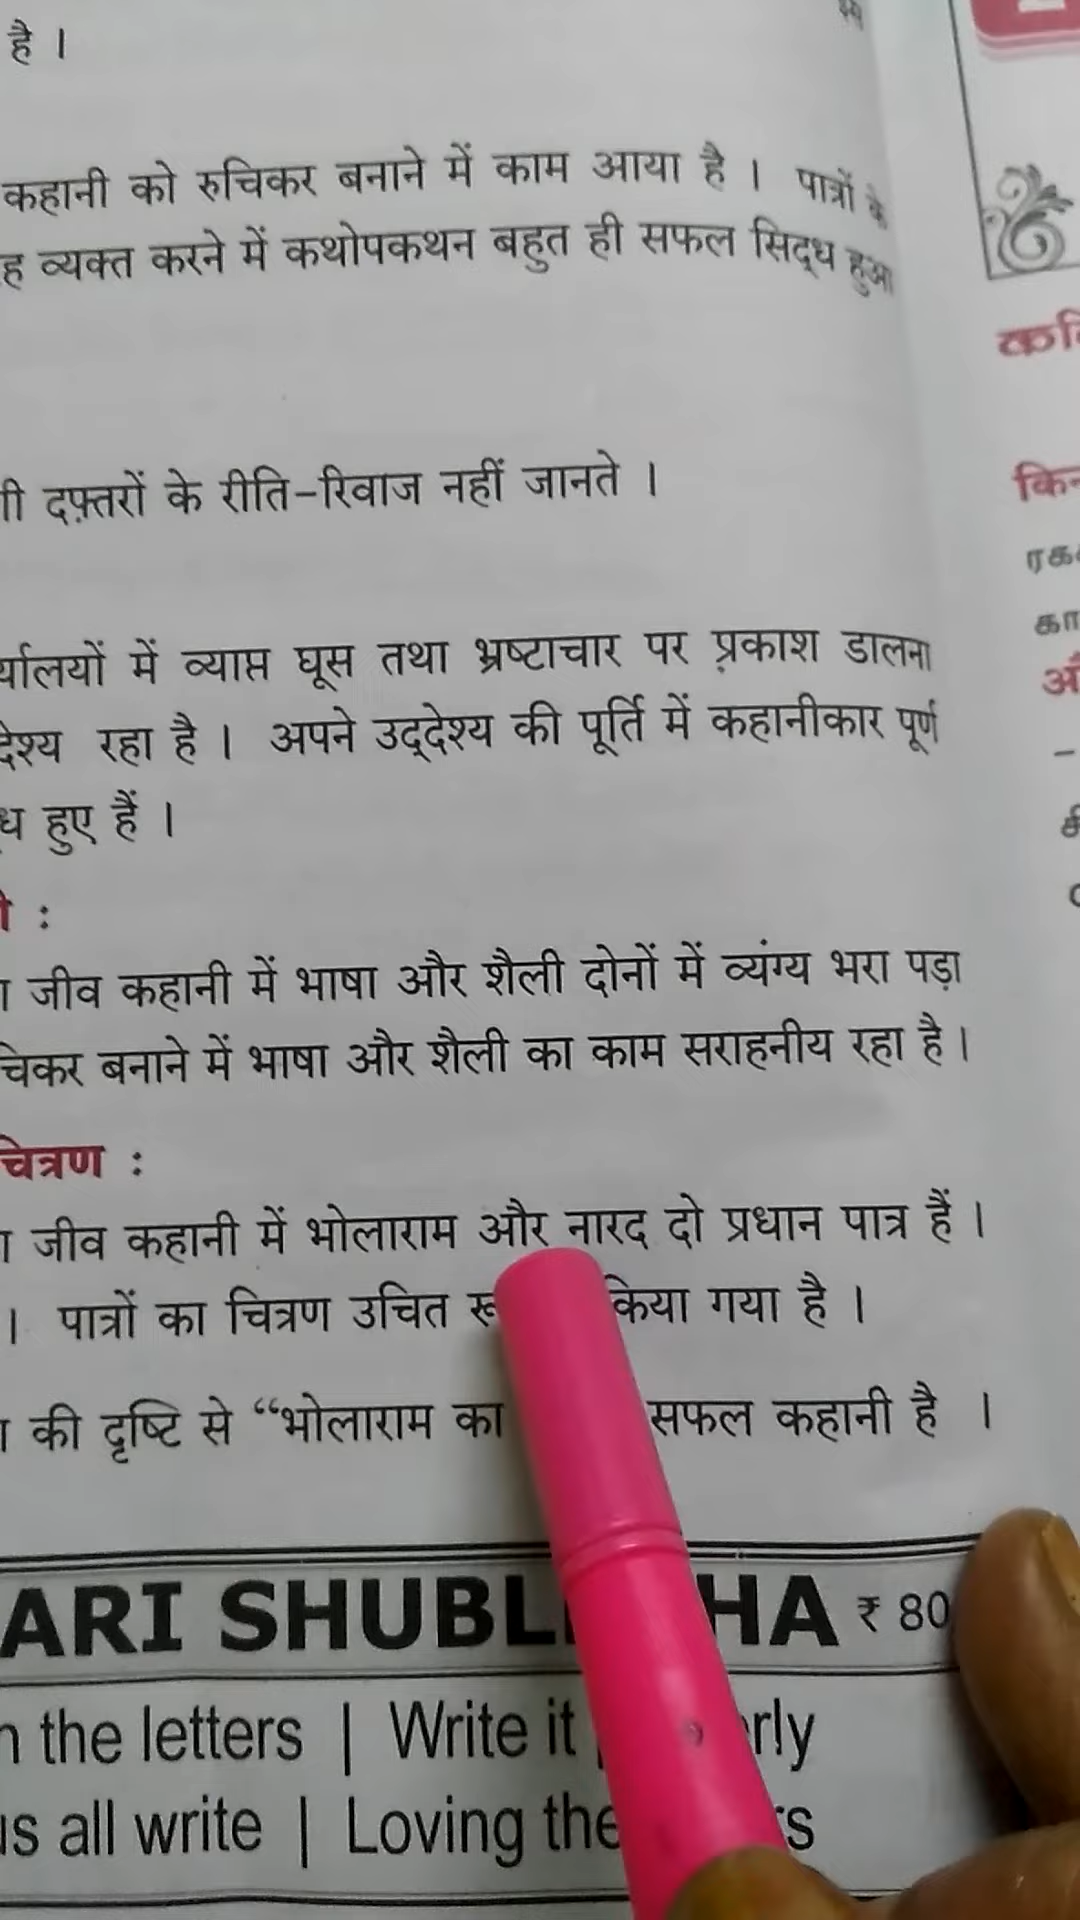 है ।
कहानी को रुचिकर बनाने में काम आया है । पात्रों के
ह व्यक्त करने में कथोपकथन बहुत ही सफल सिद्ध हुआ
दफ़्तरों के रीति-रिवाज नहीं जानते ।
र्यालयों में व्याप्त घूस तथा भ्रष्टाचार पर प्रकाश डालना
देश्य रहा है । अपने उद्देश्य की पूर्ति में कहानीकार पूर्ण
ध हुए हैं ।
:
जीव कहानी में भाषा और शैली दोनों में व्यंग्य भरा पड़ा
चिकर बनाने में भाषा और शैली का काम सराहनीय रहा है ।
चित्रण :
जीव कहानी में भोलाराम और नारद दो प्रधान पात्र हैं ।
। पात्रों का चित्रण उचित रू किया गया है ।
की दृष्टि से “भोलाराम का सफल कहानी है ।
ARI SHUBL HA ₹ 80
n the letters | Write it rly
us all write | Loving the s
कवि
किन
ரக
கா